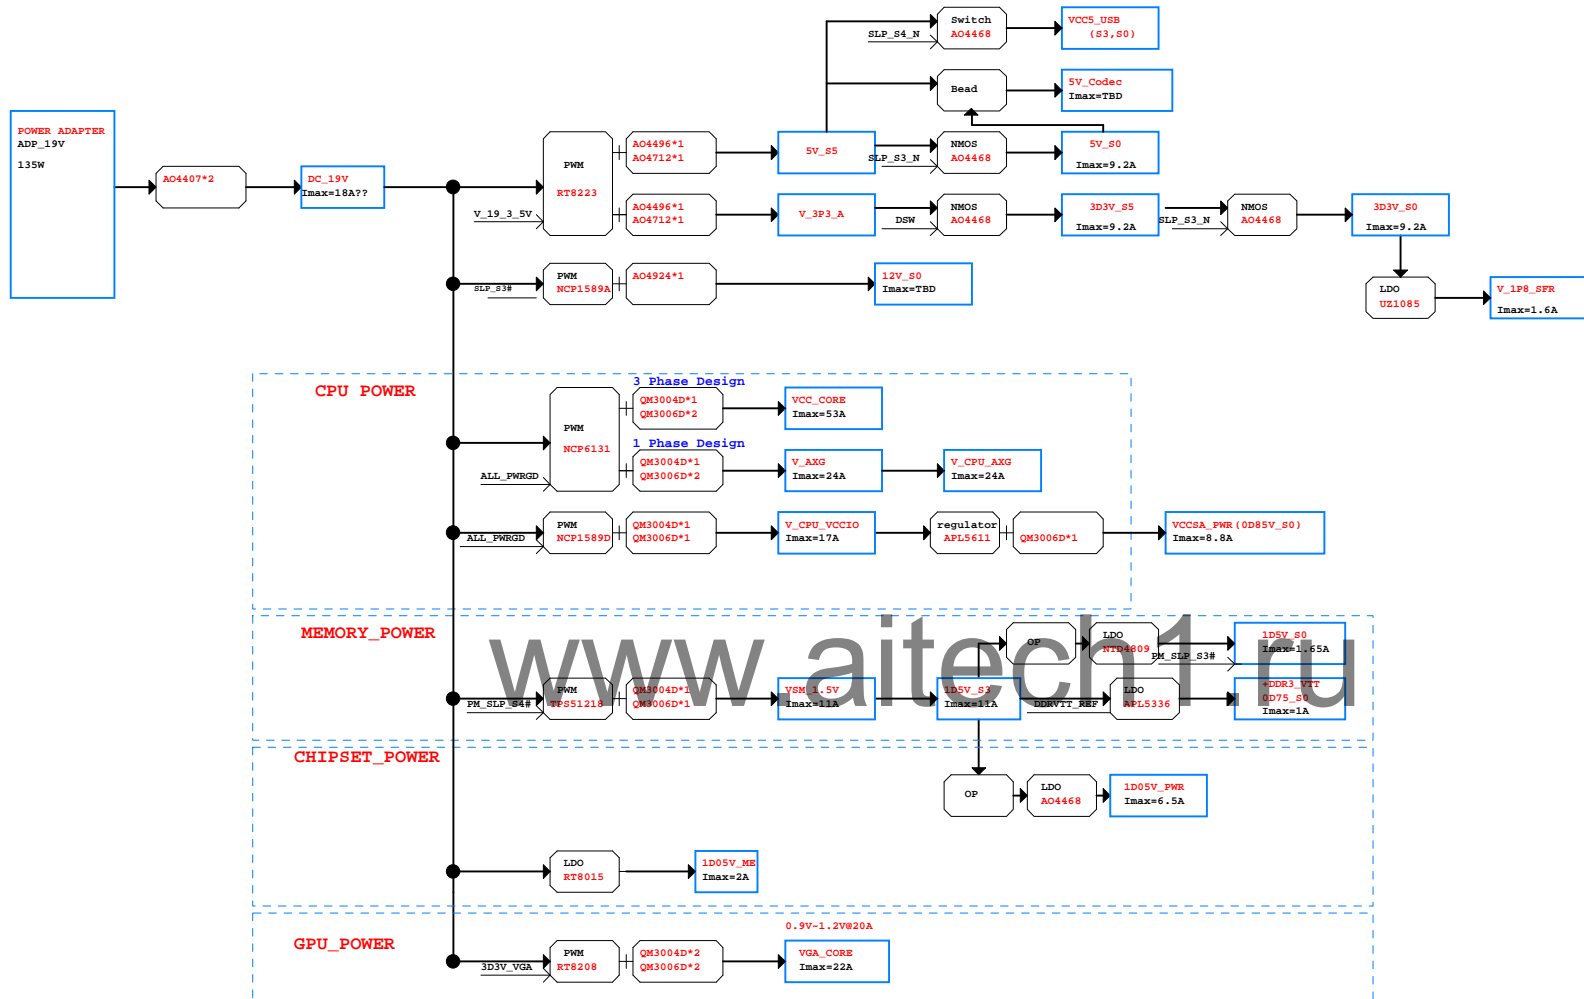 Switch
AO4468
SLP_S4_N
VCC5_USB
(S3,S0)
Bead
5V_Codec
Imax=TBD
POWER ADAPTER
ADP_19V
135W
AO4407*2
DC_19V
Imax=18A??
PWM
RT8223
V_19_3_5V
AO4496*1
AO4712*1
5V_S5
SLP_S3_N
NMOS
AO4468
5V_S0
Imax=9.2A
AO4496*1
AO4712*1
V_3P3_A
DSW
NMOS
AO4468
3D3V_S5
Imax=9.2A
SLP_S3_N
NMOS
AO4468
3D3V_S0
Imax=9.2A
SLP_S3#
PWM
NCP1589A
AO4924*1
12V_S0
Imax=TBD
LDO
UZ1085
V_1P8_SFR
Imax=1.6A
CPU POWER
3 Phase Design
PWM
NCP6131
ALL_PWRGD
QM3004D*1
QM3006D*2
VCC_CORE
Imax=53A
1 Phase Design
QM3004D*1
QM3006D*2
V_AXG
Imax=24A
V_CPU_AXG
Imax=24A
ALL_PWRGD
PWM
NCP1589D
QM3004D*1
QM3006D*1
V_CPU_VCCIO
Imax=17A
regulator
APL5611
QM3006D*1
VCCSA_PWR(0D85V_S0)
Imax=8.8A
MEMORY_POWER
www.aitech1.ru
OP
LDO
NTD4809
PM_SLP_S3#
1D5V_S0
Imax=1.65A
PM_SLP_S4#
PWM
TPS51218
QM3004D*1
QM3006D*1
VSM_1.5V
Imax=11A
1D5V_S3
Imax=11A
DDRVTT_REF
LDO
APL5336
+DDR3_VTT
0D75_S0
Imax=1A
CHIPSET_POWER
OP
LDO
AO4468
1D05V_PWR
Imax=6.5A
LDO
RT8015
1D05V_ME
Imax=2A
GPU_POWER
0.9V-1.2V@20A
3D3V_VGA
PWM
RT8208
QM3004D*2
QM3006D*2
VGA_CORE
Imax=22A